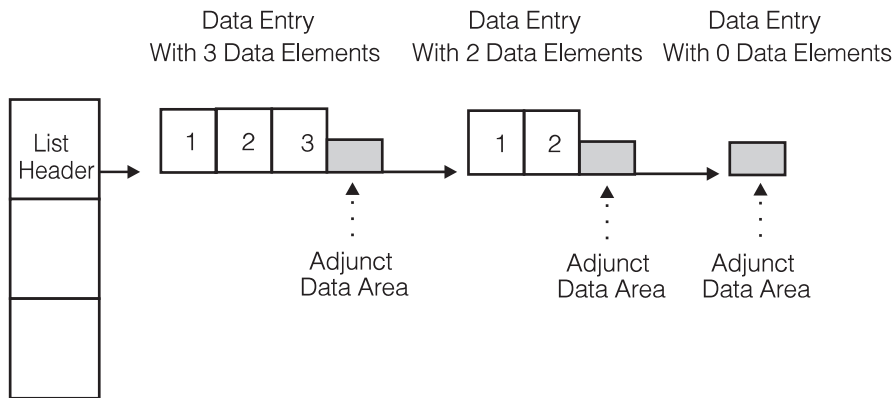 Data Entry
With 3 Data Elements
Data Entry
With 2 Data Elements
Data Entry
With 0 Data Elements
List
Header
1
2
3
1
2
Adjunct
Data Area
Adjunct
Data Area
Adjunct
Data Area